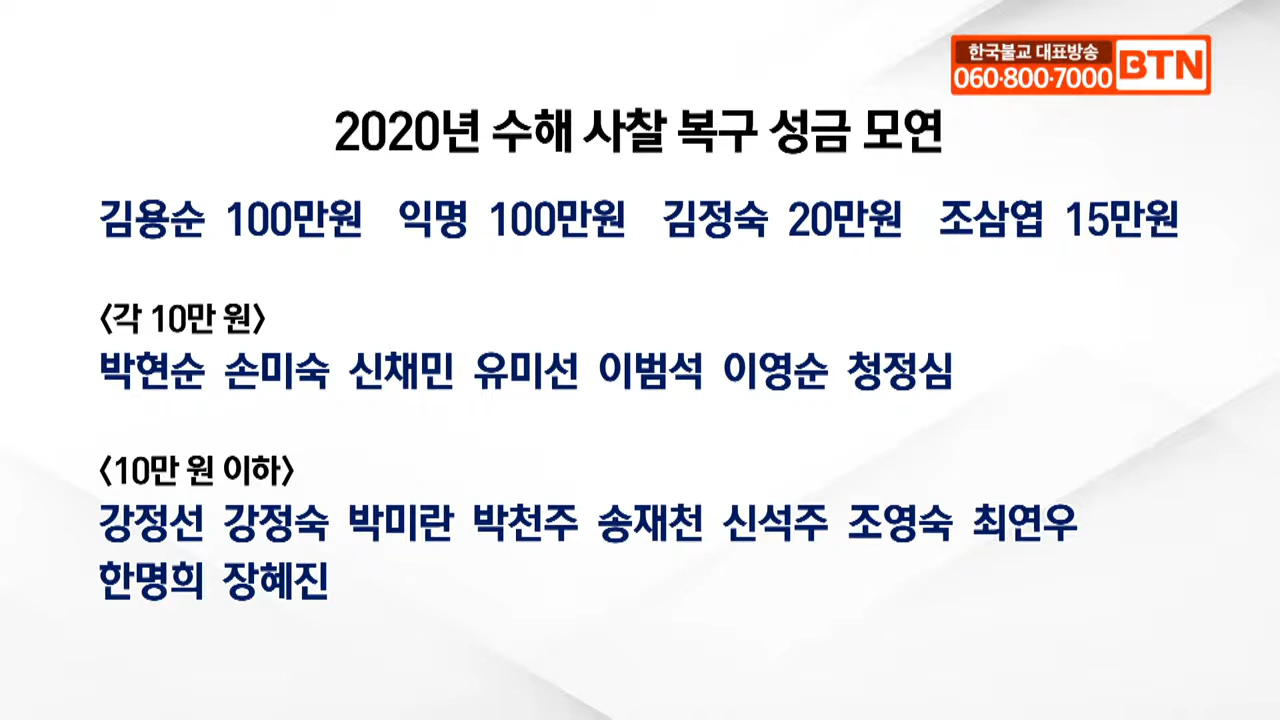 한국불교 대표방송
060·800·7000
BTN
2020년 수해 사찰 복구 성금 모연
김용순 100만원 익명 100만원 김정숙 20만원 조삼엽 15만원
〈각 10만 원〉
박현순 손미숙 신채민 유미선 이범석 이영순 청정심
〈10만 원 이하〉
강정선 강정숙 박미란 박천주 송재천 신석주 조영숙 최연우
한명희 장혜진